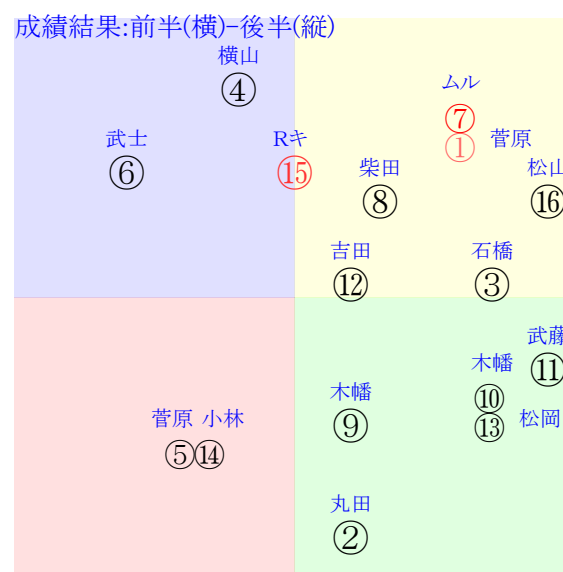 成績結果:前半(横)-後半(縦)
横山
④
ムル
⑦
①
菅原
武士
⑥
Rキ
⑮
柴田
⑧
松山
⑯
吉田
⑫
石橋
③
武藤
⑪
木幡
⑩
⑬
松岡
木幡
⑨
菅原 小林
⑤⑭
丸田
②